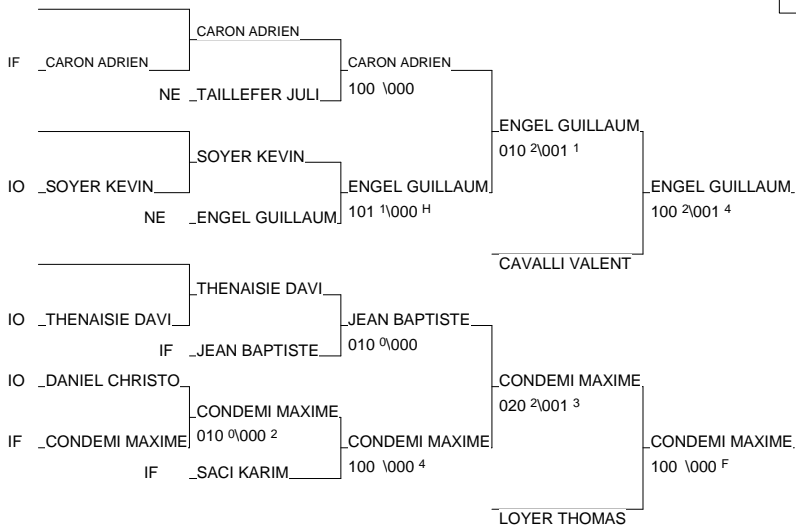 CARON ADRIEN
IF CARON ADRIEN CARON ADRIEN
NE TAILLEFER JULI 100 \000
ENGEL GUILLAUM
010 2\001 1
SOYER KEVIN
IO SOYER KEVIN ENGEL GUILLAUM ENGEL GUILLAUM
NE ENGEL GUILLAUM 101 1\000 H 100 2\001 4
CAVALLI VALENT
THENAISIE DAVI
IO THENAISIE DAVI JEAN BAPTISTE
IF JEAN BAPTISTE 010 0\000
IO DANIEL CHRISTO CONDEMI MAXIME
020 2\001 3
CONDEMI MAXIME
IF CONDEMI MAXIME 010 0\000 2 CONDEMI MAXIME CONDEMI MAXIME
IF SACI KARIM 100 \000 4 100 \000 F
LOYER THOMAS